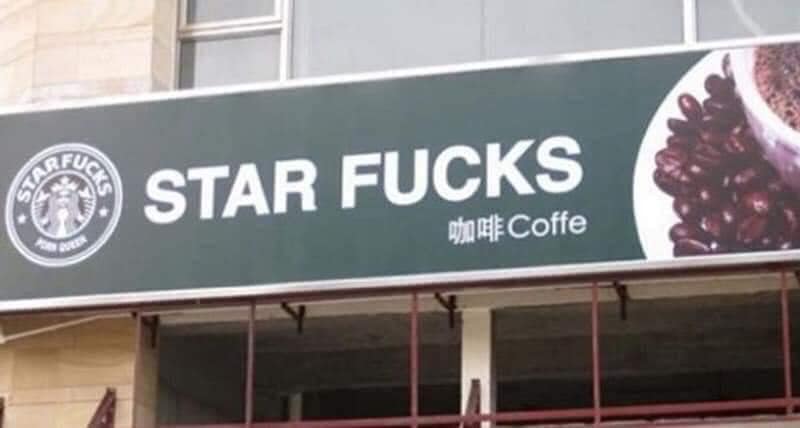 STARFUCKS
PORN QUEEN
STAR FUCKS
咖啡Coffe